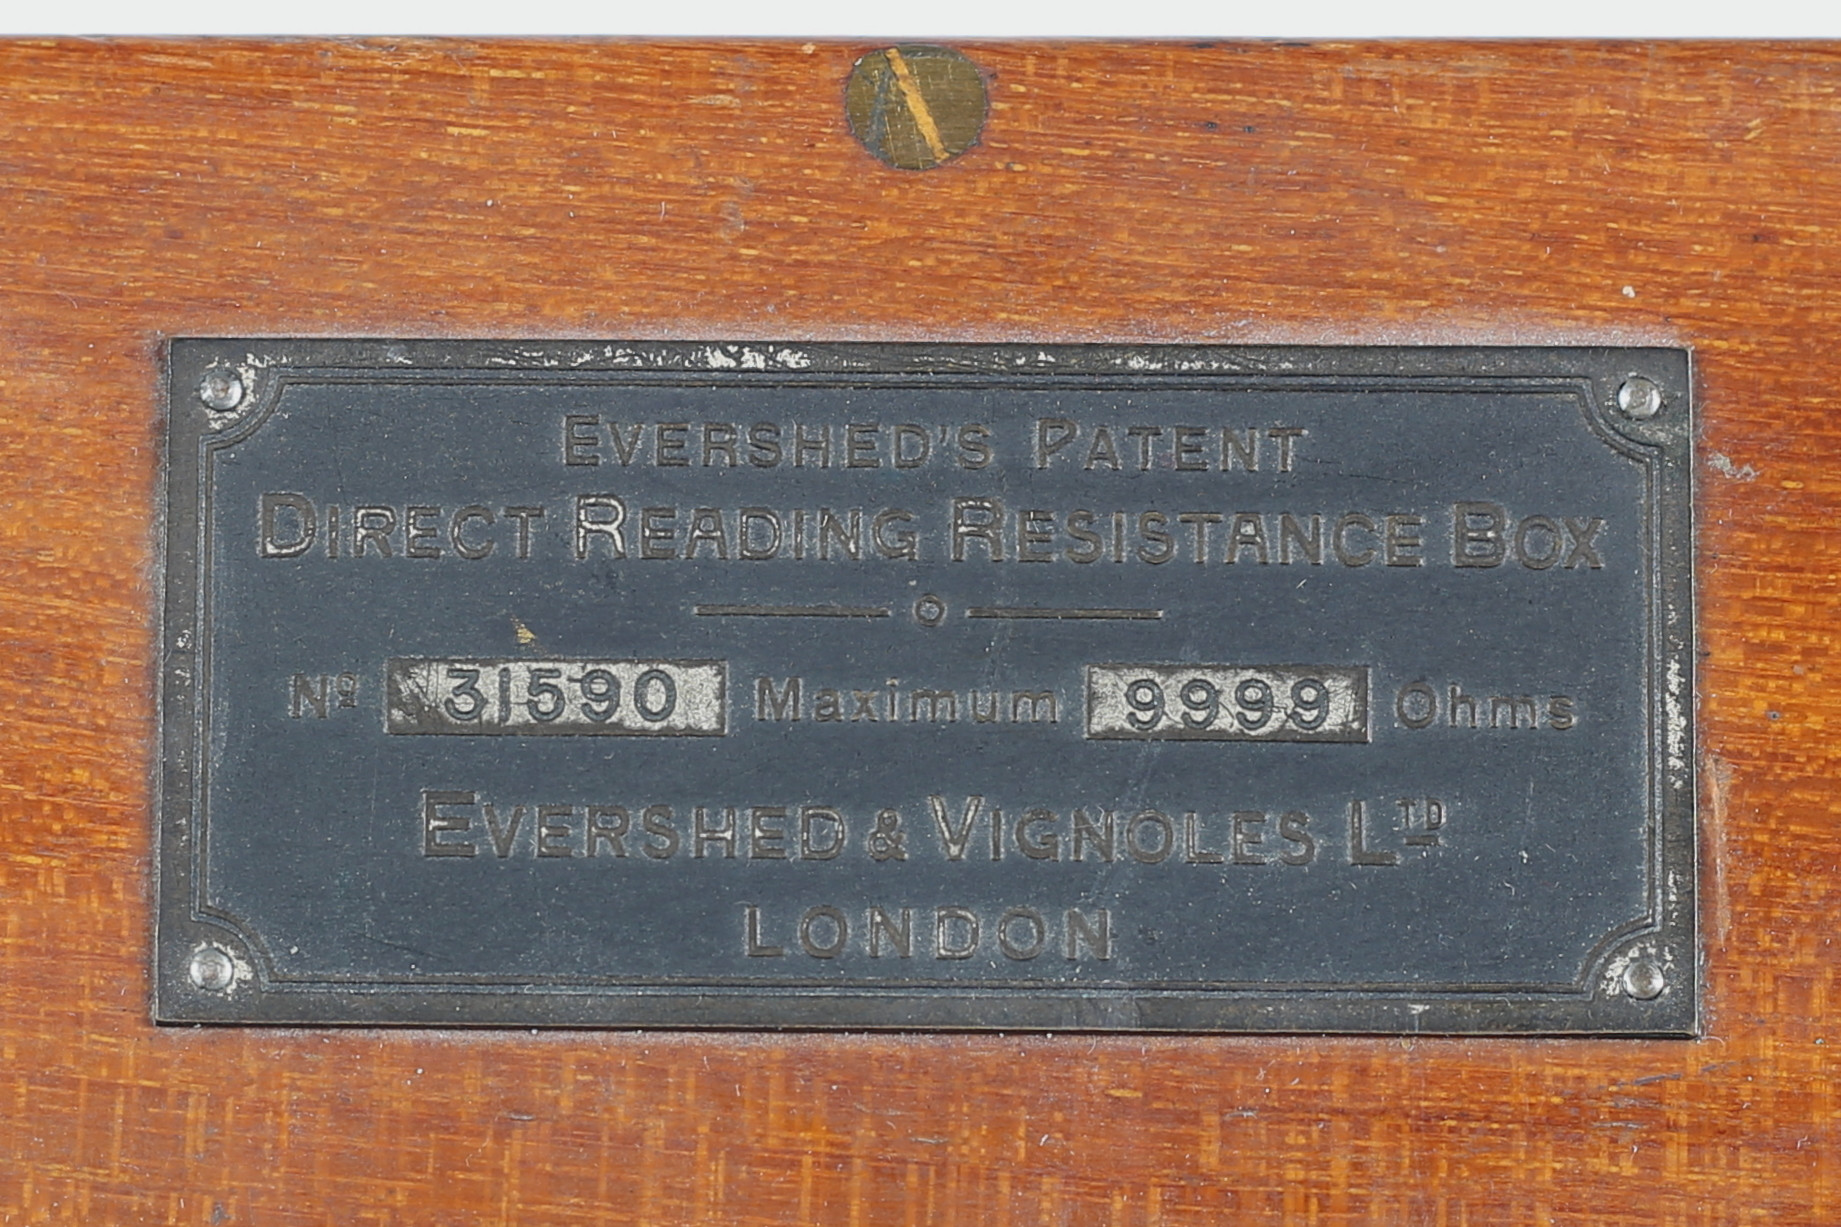 EVERSHED'S PATENT
DIRECT READING RESISTANCE BOX
Nº 31590 Maximum 9999 Ohms
EVERSHED & VIGNOLES LTD
LONDON